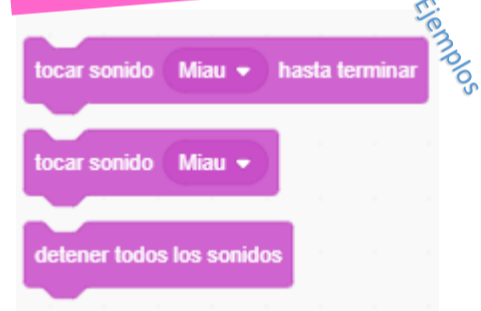 Ejemplos
tocar sonido Miau hasta terminar
tocar sonido Miau
detener todos los sonidos